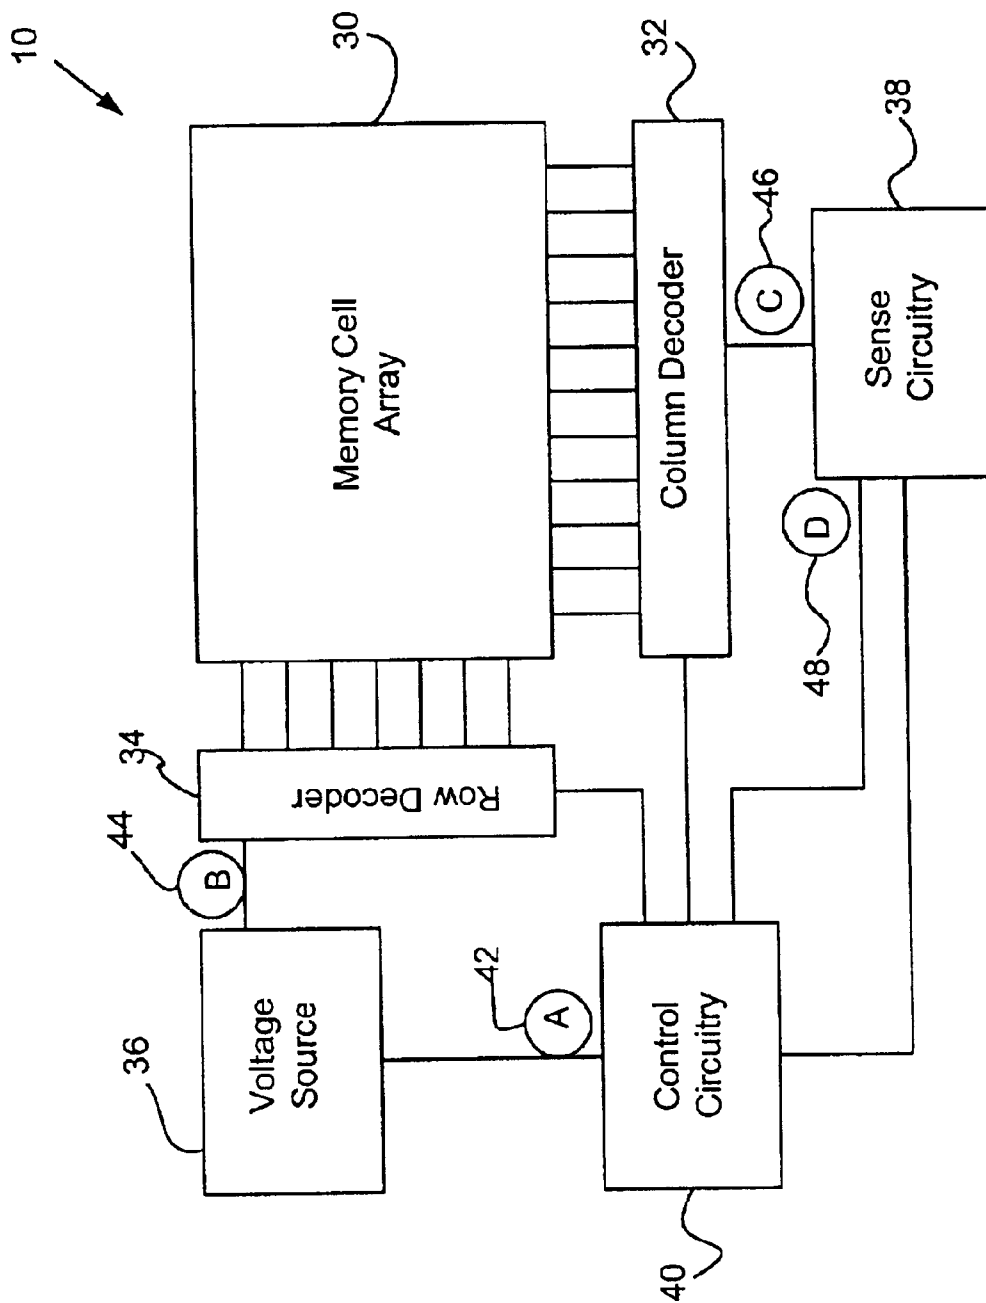 10
30
Memory Cell
Array
34
Row Decoder
44
B
36
Voltage
Source
32
Column Decoder
42
A
46
C
48
D
38
Sense
Circuitry
40
Control
Circuitry